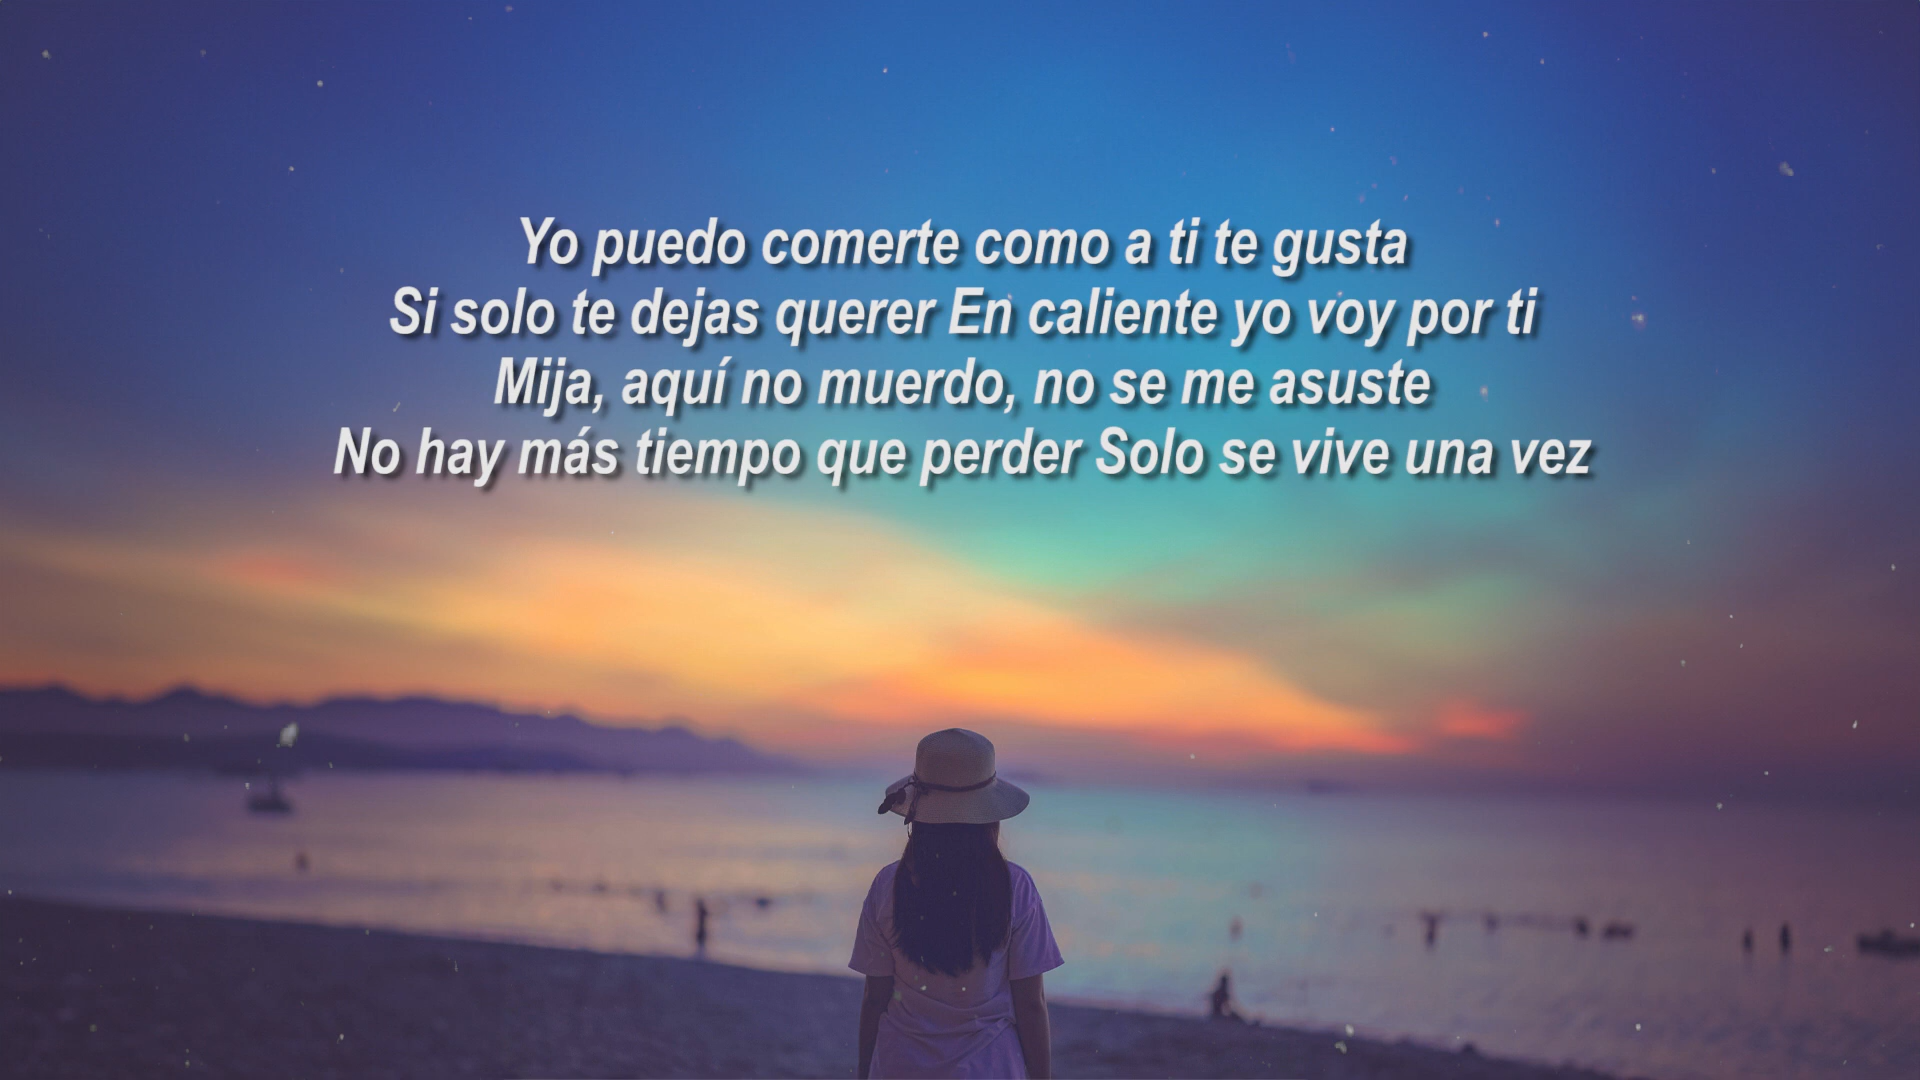 Yo puedo comerte como a ti te gusta
Si solo te dejas querer En caliente yo voy por ti
Mija, aquí no muerdo, no se me asuste
No hay más tiempo que perder Solo se vive una vez